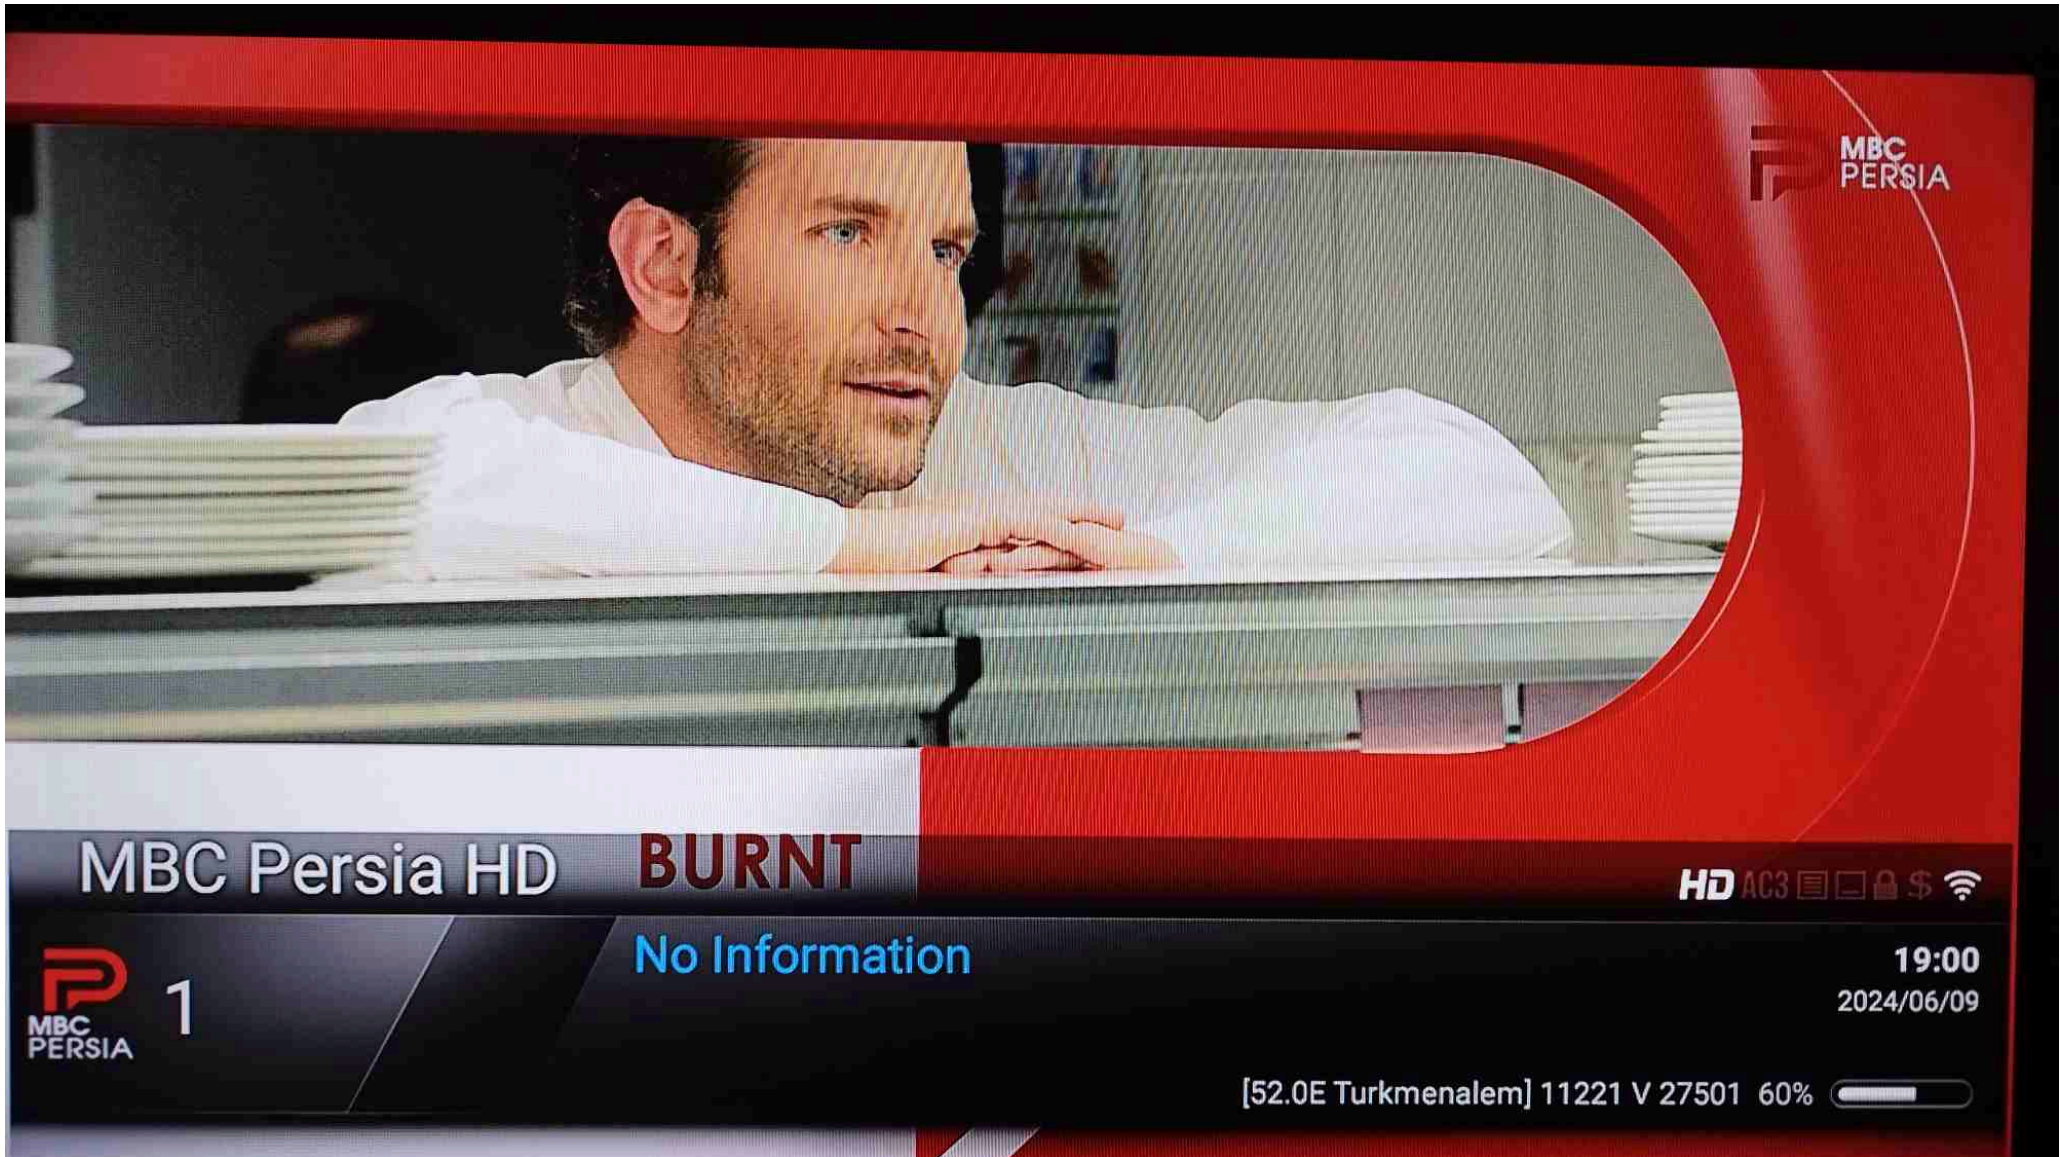 MBC
PERSIA
MBC Persia HD
BURNT
HD AC3 $
No Information
1
MBC
PERSIA
19:00
2024/06/09
[52.0E Turkmenalem] 11221 V 27501 60%